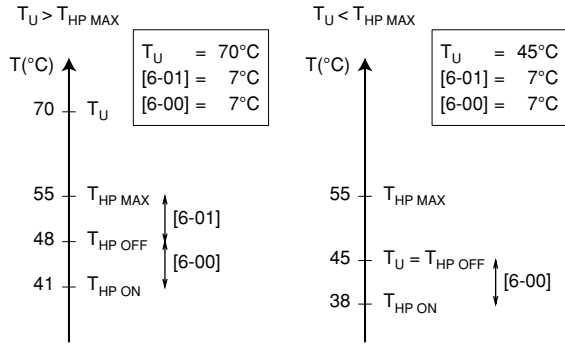 T_U > T_HP MAX
T_U = 70°C
[6-01] = 7°C
[6-00] = 7°C
T(°C)
70 T_U
55 T_HP MAX
[6-01]
48 T_HP OFF
[6-00]
41 T_HP ON
T_U < T_HP MAX
T_U = 45°C
[6-01] = 7°C
[6-00] = 7°C
T(°C)
55 T_HP MAX
45 T_U = T_HP OFF
[6-00]
38 T_HP ON